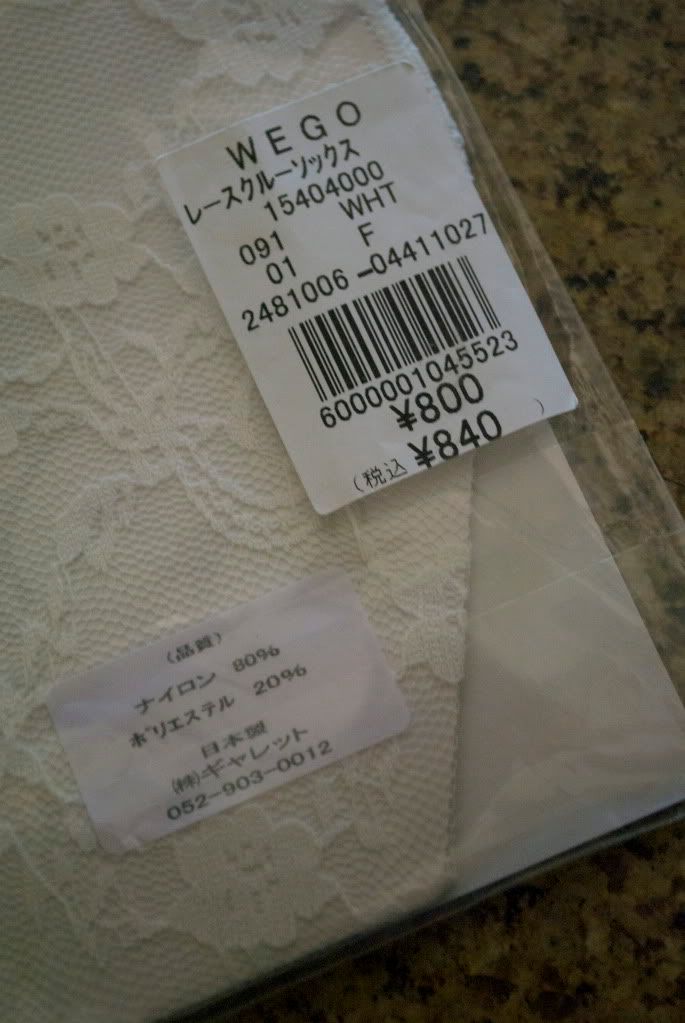 WEGO
レースクルーソックス
15404000
091 WHT
01 F
2481006-04411027
6000001045523
¥800
(税込 ¥840 )
(品質)
ナイロン 80%
ポリエステル 20%
日本製
(株)ギャレット
052-903-0012